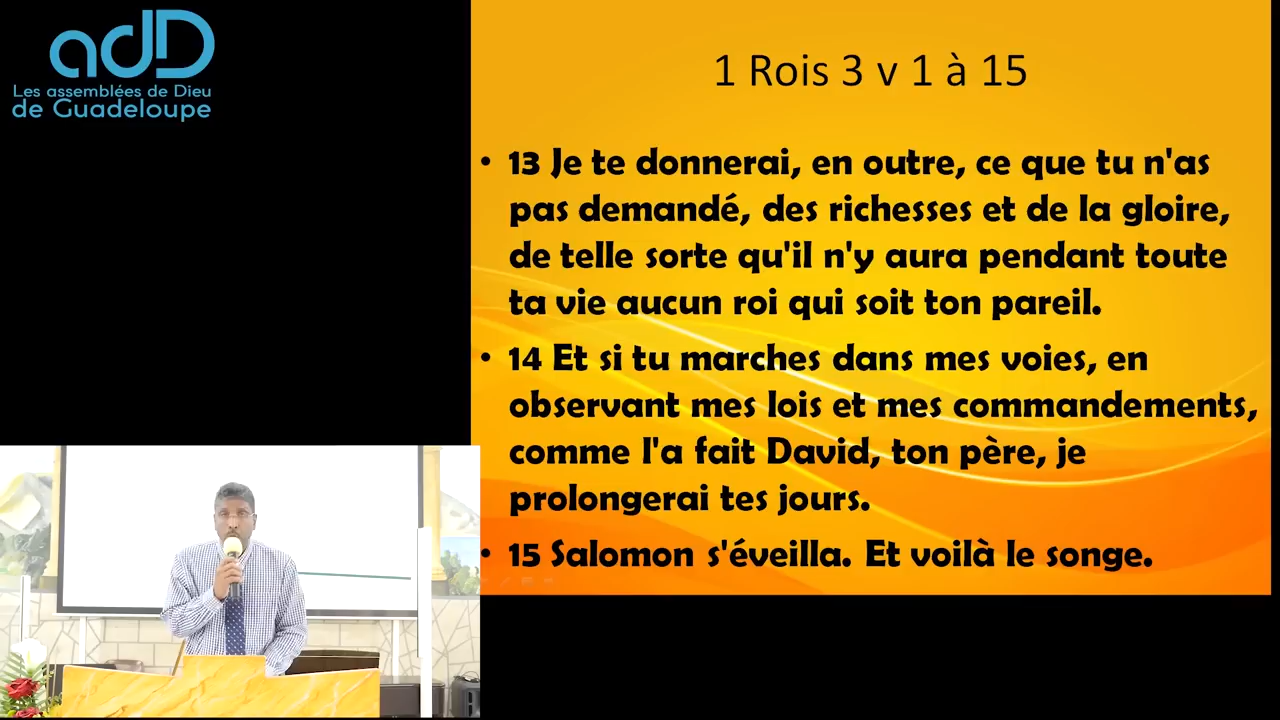 adD
Les assemblées de Dieu
de Guadeloupe
1 Rois 3 v 1 à 15
• 13 Je te donnerai, en outre, ce que tu n'as
pas demandé, des richesses et de la gloire,
de telle sorte qu'il n'y aura pendant toute
ta vie aucun roi qui soit ton pareil.
• 14 Et si tu marches dans mes voies, en
observant mes lois et mes commandements,
comme l'a fait David, ton père, je
prolongerai tes jours.
• 15 Salomon s'éveilla. Et voilà le songe.